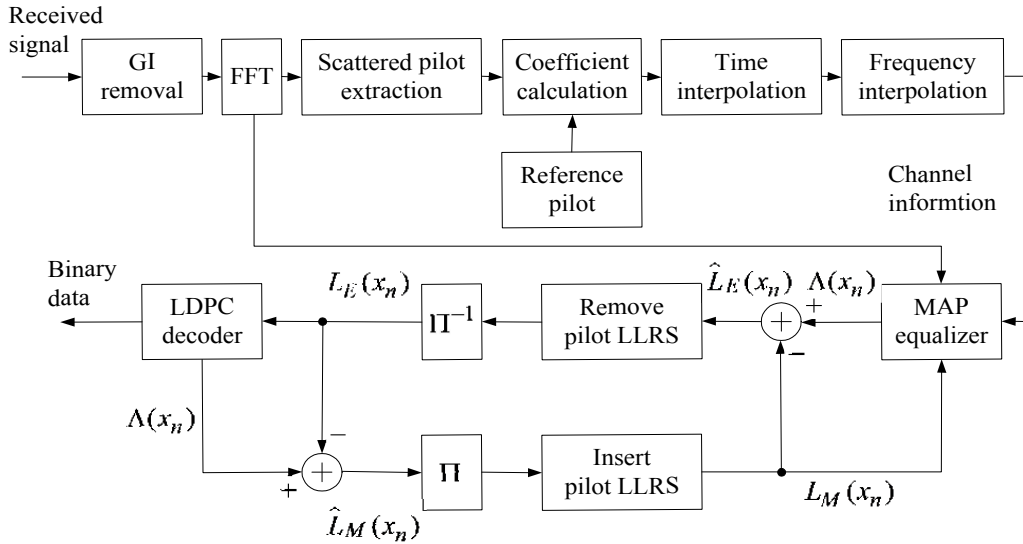 Received
signal
GI
removal
FFT
Scattered pilot
extraction
Coefficient
calculation
Time
interpolation
Frequency
interpolation
Reference
pilot
Channel
informtion
Binary
data
LDPC
decoder
L_E(x_n)
Π^{-1}
Remove
pilot LLRS
L̂_E(x_n)
Λ(x_n)
+
+
−
MAP
equalizer
Λ(x_n)
−
+
+
L̂_M(x_n)
Π
Insert
pilot LLRS
L_M(x_n)